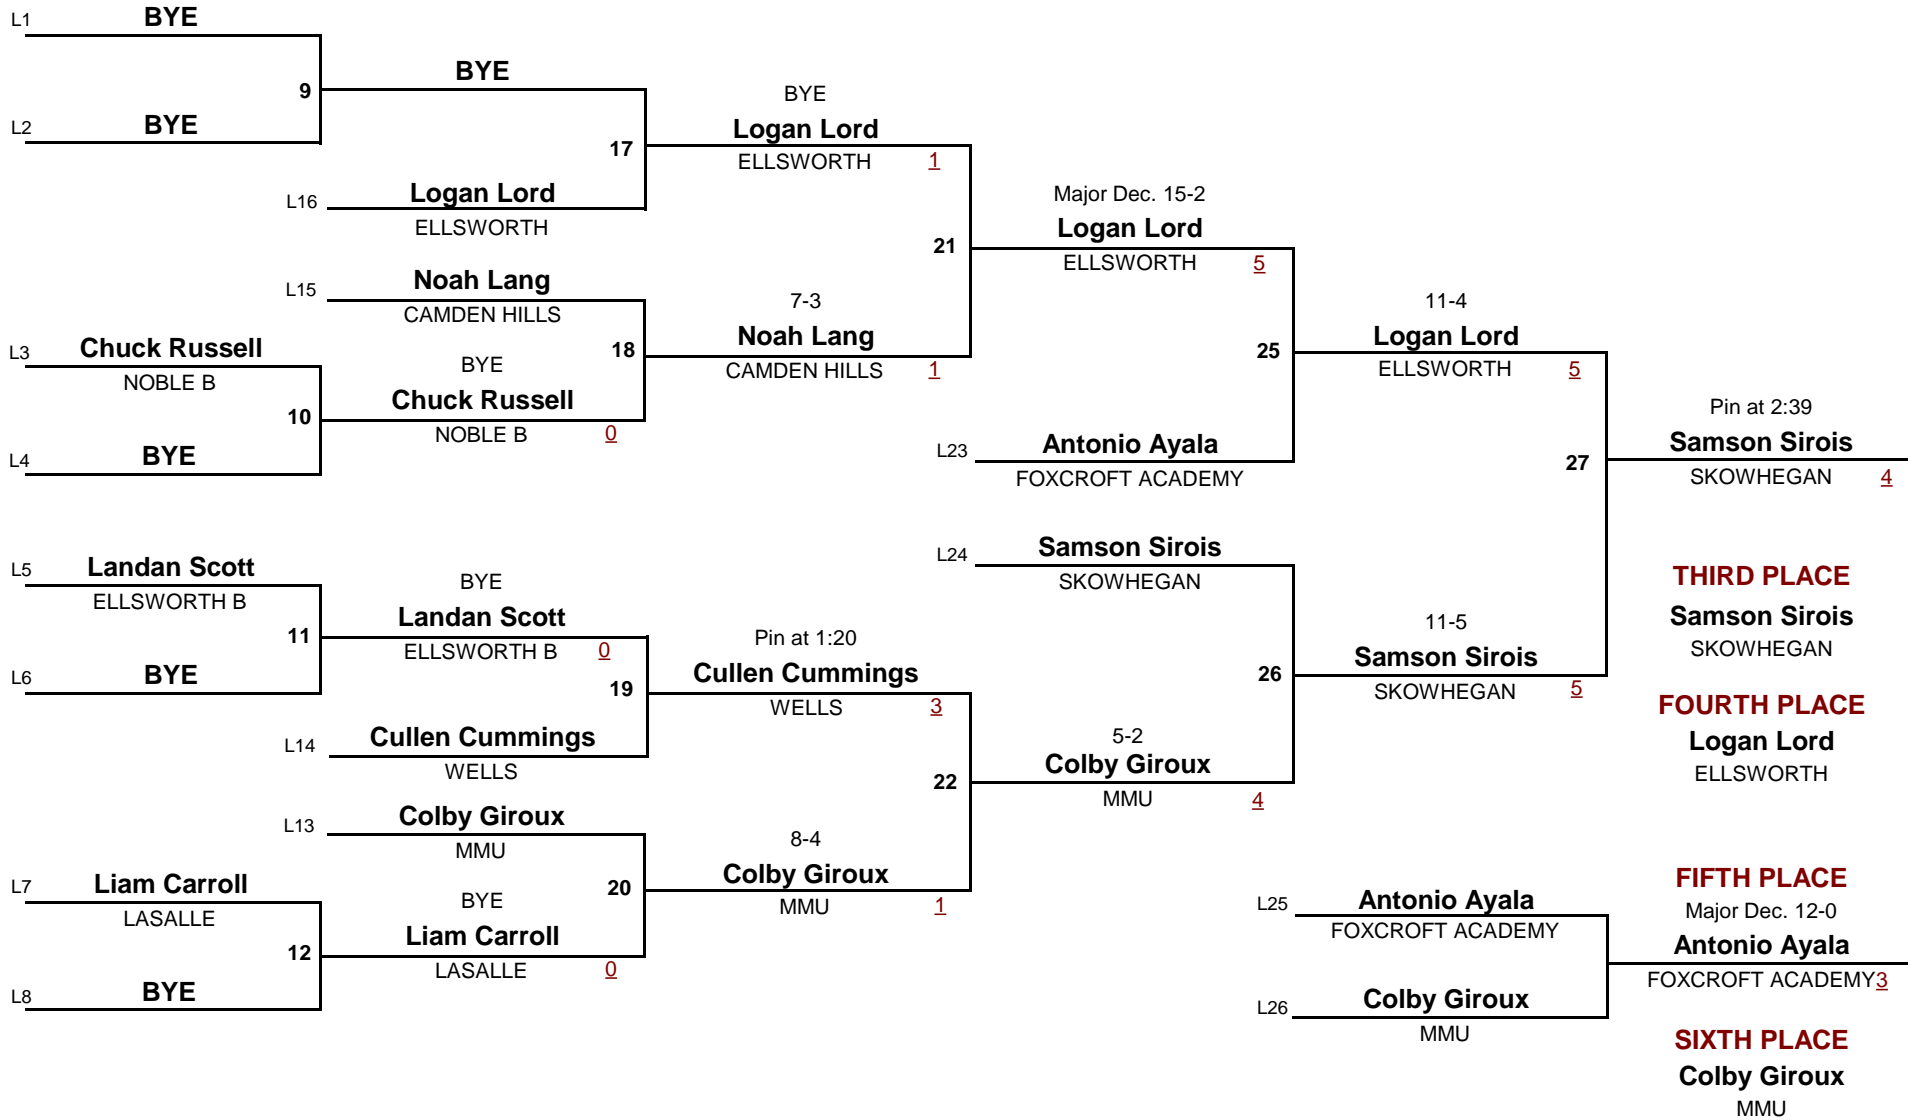 L1 BYE
9
L2 BYE
BYE
17
L16 Logan Lord
ELLSWORTH
BYE
Logan Lord
ELLSWORTH 1
L15 Noah Lang
CAMDEN HILLS
L3 Chuck Russell
NOBLE B
10
L4 BYE
BYE
Chuck Russell
NOBLE B 0
18
7-3
Noah Lang
CAMDEN HILLS 1
21
Major Dec. 15-2
Logan Lord
ELLSWORTH 5
25
L23 Antonio Ayala
FOXCROFT ACADEMY
11-4
Logan Lord
ELLSWORTH 5
L5 Landan Scott
ELLSWORTH B
11
L6 BYE
BYE
Landan Scott
ELLSWORTH B 0
19
L14 Cullen Cummings
WELLS
Pin at 1:20
Cullen Cummings
WELLS 3
L13 Colby Giroux
MMU
L7 Liam Carroll
LASALLE
12
L8 BYE
BYE
Liam Carroll
LASALLE 0
20
8-4
Colby Giroux
MMU 1
22
5-2
Colby Giroux
MMU 4
L24 Samson Sirois
SKOWHEGAN
26
11-5
Samson Sirois
SKOWHEGAN 5
27
Pin at 2:39
Samson Sirois
SKOWHEGAN 4
THIRD PLACE
Samson Sirois
SKOWHEGAN
FOURTH PLACE
Logan Lord
ELLSWORTH
L25 Antonio Ayala
FOXCROFT ACADEMY
L26 Colby Giroux
MMU
FIFTH PLACE
Major Dec. 12-0
Antonio Ayala
FOXCROFT ACADEMY 3
SIXTH PLACE
Colby Giroux
MMU